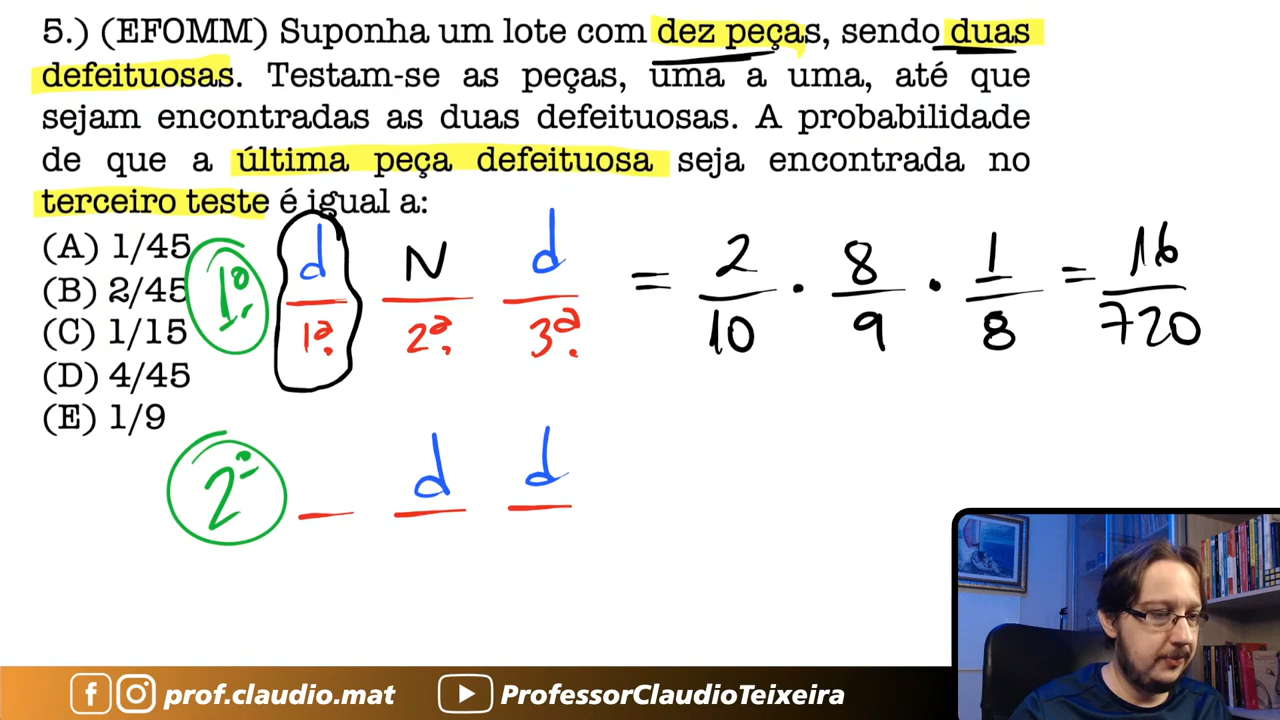 5.) (EFOMM) Suponha um lote com dez peças, sendo duas
defeituosas. Testam-se as peças, uma a uma, até que
sejam encontradas as duas defeituosas. A probabilidade
de que a última peça defeituosa seja encontrada no
terceiro teste é igual a:
(A) 1/45
(B) 2/45
(C) 1/15
(D) 4/45
(E) 1/9
1º d N d = 2/10 . 8/9 . 1/8 = 16/720
1ª 2ª 3ª
2º d d
prof.claudio.mat ProfessorClaudioTeixeira